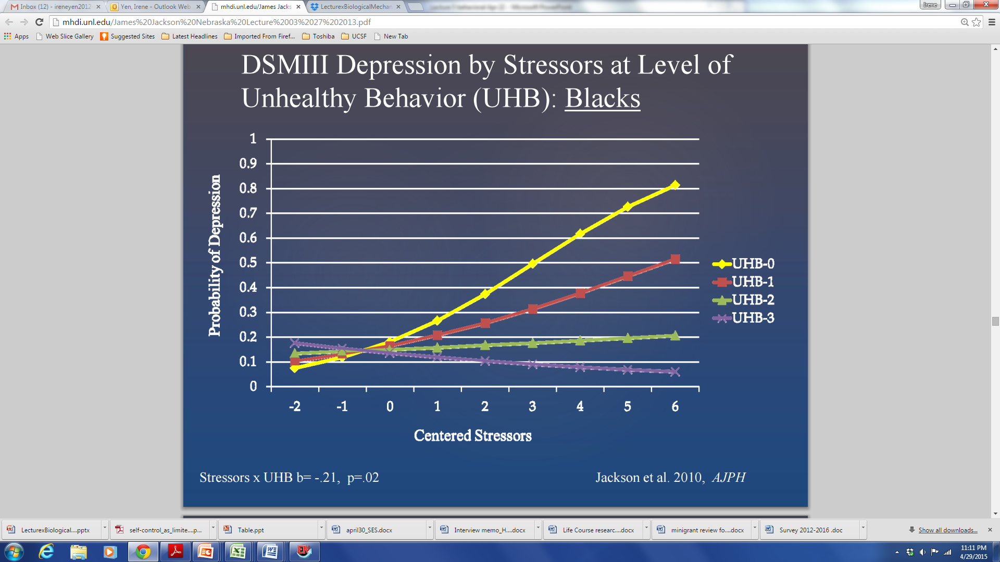 Inbox (12) - ireneyen2012
Yen, Irene - Outlook Web
mhdi.unl.edu/James Jacks
LecturexBiologicalMechan
Irene
mhdi.unl.edu/James%20Jackson%20Nebraska%20Lecture%2003%2027%202013.pdf
Apps
Web Slice Gallery
Suggested Sites
Latest Headlines
Imported From Firef...
Toshiba
UCSF
New Tab
DSMIII Depression by Stressors at Level of
Unhealthy Behavior (UHB): Blacks
1
0.9
0.8
0.7
0.6
0.5
0.4
0.3
0.2
0.1
0
Probability of Depression
-2 -1 0 1 2 3 4 5 6
Centered Stressors
UHB-0
UHB-1
UHB-2
UHB-3
Stressors x UHB b= -.21, p=.02
Jackson et al. 2010, AJPH
LecturexBiological....pptx
self-control_as_limite....p...
Table.ppt
april30_SES.docx
Interview memo_H....docx
Life Course researc....docx
minigrant review fo....docx
Survey 2012-2016 .doc
Show all downloads...
EN
11:11 PM
4/29/2015